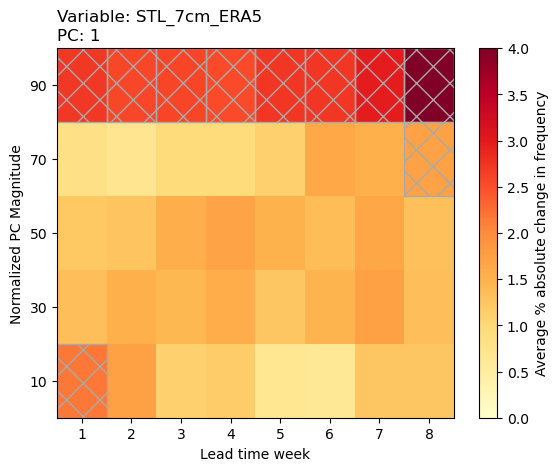 Variable: STL_7cm_ERA5
PC: 1
90
70
50
30
10
Normalized PC Magnitude
1 2 3 4 5 6 7 8
Lead time week
4.0
3.5
3.0
2.5
2.0
1.5
1.0
0.5
0.0
Average % absolute change in frequency